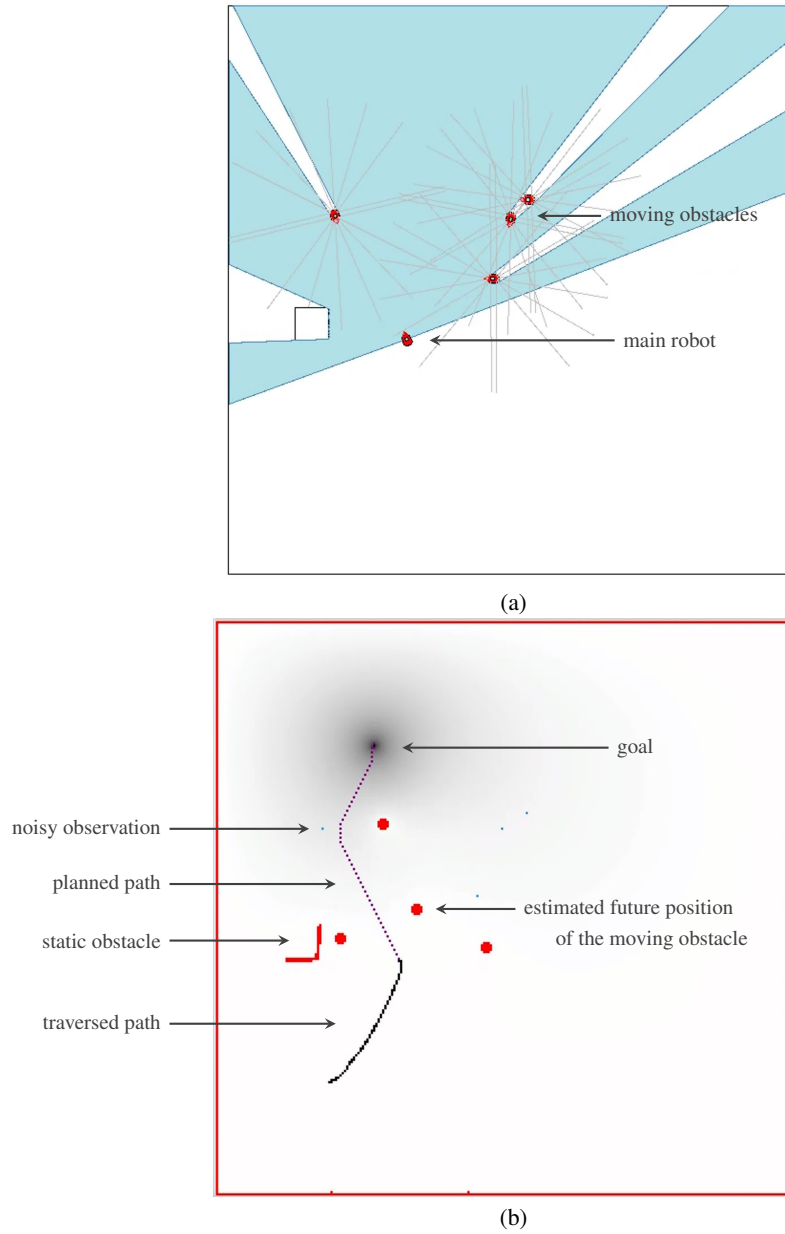 moving obstacles
main robot
(a)
goal
noisy observation
planned path
estimated future position
of the moving obstacle
static obstacle
traversed path
(b)